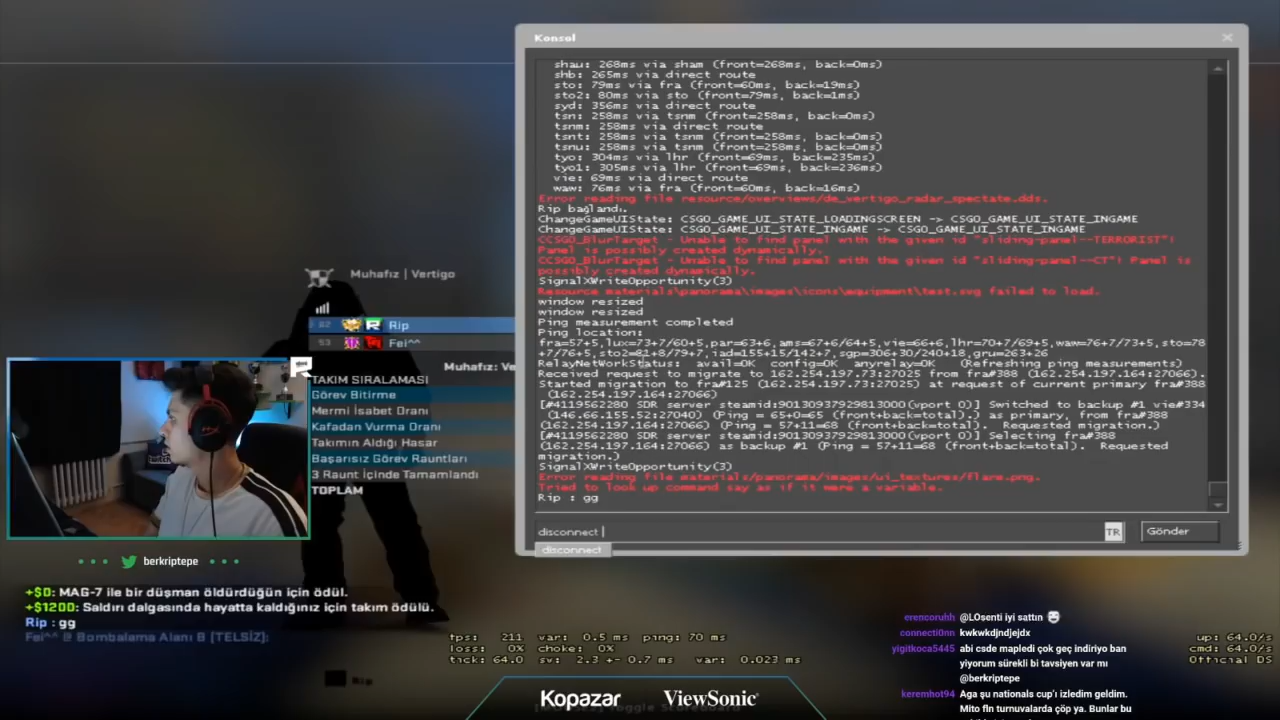 Konsol
shau: 268ms via sham (front=268ms, back=0ms)
shb: 265ms via direct route
sto: 79ms via fra (front=60ms, back=19ms)
sto2: 80ms via sto (front=79ms, back=1ms)
syd: 356ms via direct route
tsn: 258ms via tsnm (front=258ms, back=0ms)
tsnm: 258ms via direct route
tsnt: 258ms via tsnm (front=258ms, back=0ms)
tsnu: 258ms via tsnm (front=258ms, back=0ms)
tyo: 304ms via lhr (front=69ms, back=235ms)
tyo1: 305ms via lhr (front=69ms, back=236ms)
vie: 69ms via direct route
waw: 76ms via fra (front=60ms, back=16ms)
Error reading file resource/overviews/de_vertigo_radar_spectate.dds.
Rip bağlandı.
ChangeGameUIState: CSGO_GAME_UI_STATE_LOADINGSCREEN -> CSGO_GAME_UI_STATE_INGAME
ChangeGameUIState: CSGO_GAME_UI_STATE_INGAME -> CSGO_GAME_UI_STATE_INGAME
CCSGO_BlurTarget - Unable to find panel with the given id "sliding-panel--TERRORIST"!
Panel is possibly created dynamically.
CCSGO_BlurTarget - Unable to find panel with the given id "sliding-panel--CT"! Panel is
possibly created dynamically.
SignalXWriteOpportunity(3)
Resource materials\panorama\images\icons\equipment\test.svg failed to load.
window resized
window resized
Ping measurement completed
Ping location:
fra=57+5,lux=73+7/60+5,par=63+6,ams=67+6/64+5,vie=66+6,lhr=70+7/69+5,waw=76+7/73+5,sto=78
+7/76+5,sto2=81+8/79+7,iad=155+15/142+7,sgp=306+30/240+18,gru=263+26
RelayNetworkStatus: avail=OK config=OK anyrelay=OK (Refreshing ping measurements)
Received request to migrate to 162.254.197.73:27025 from fra#388 (162.254.197.164:27066).
Started migration to fra#125 (162.254.197.73:27025) at request of current primary fra#388
(162.254.197.164:27066)
[#4119562280 SDR server steamid:90130937929813000(vport 0)] Switched to backup #1 vie#334
(146.66.155.52:27040) (Ping = 65+0=65 (front+back=total).) as primary, from fra#388
(162.254.197.164:27066) (Ping = 57+11=68 (front+back=total). Requested migration.)
[#4119562280 SDR server steamid:90130937929813000(vport 0)] Selecting fra#388
(162.254.197.164:27066) as backup #1 (Ping = 57+11=68 (front+back=total). Requested
migration.)
SignalXWriteOpportunity(3)
Error reading file materials/panorama/images/ui_textures/flare.png.
Tried to look up command say as if it were a variable.
Rip : gg
disconnect
TR
Gönder
disconnect
Muhafız | Vertigo
62 Rip
53 Fei^^
Muhafız: Ve
TAKIM SIRALAMASI
Görev Bitirme
Mermi İsabet Oranı
Kafadan Vurma Oranı
Takımın Aldığı Hasar
Başarısız Görev Rauntları
3 Raunt İçinde Tamamlandı
TOPLAM
berkriptepe
+$0: MAG-7 ile bir düşman öldürdüğün için ödül.
+$1200: Saldırı dalgasında hayatta kaldığınız için takım ödülü.
Rip : gg
Fei^^ @ Bombalama Alanı B [TELSİZ]:
Rip
tps: 211 var: 0.5 ms ping: 70 ms
loss: 0% choke: 0%
tick: 64.0 sv: 2.3 +- 0.7 ms var: 0.023 ms
up: 64.0/s
cmd: 64.0/s
Official DS
Kopazar ViewSonic
Toggle Scoreboard
erencoruhh @LOsenti iyi sattın
connecti0nn kwkwkdjndjejdx
yigitkoca5445 abi csde mapledi çok geç indiriyo ban
yiyorum sürekli bi tavsiyen var mı
@berkriptepe
keremhot94 Aga şu nationals cup'ı izledim geldim.
Mito fln turnuvalarda çöp ya. Bunlar bu